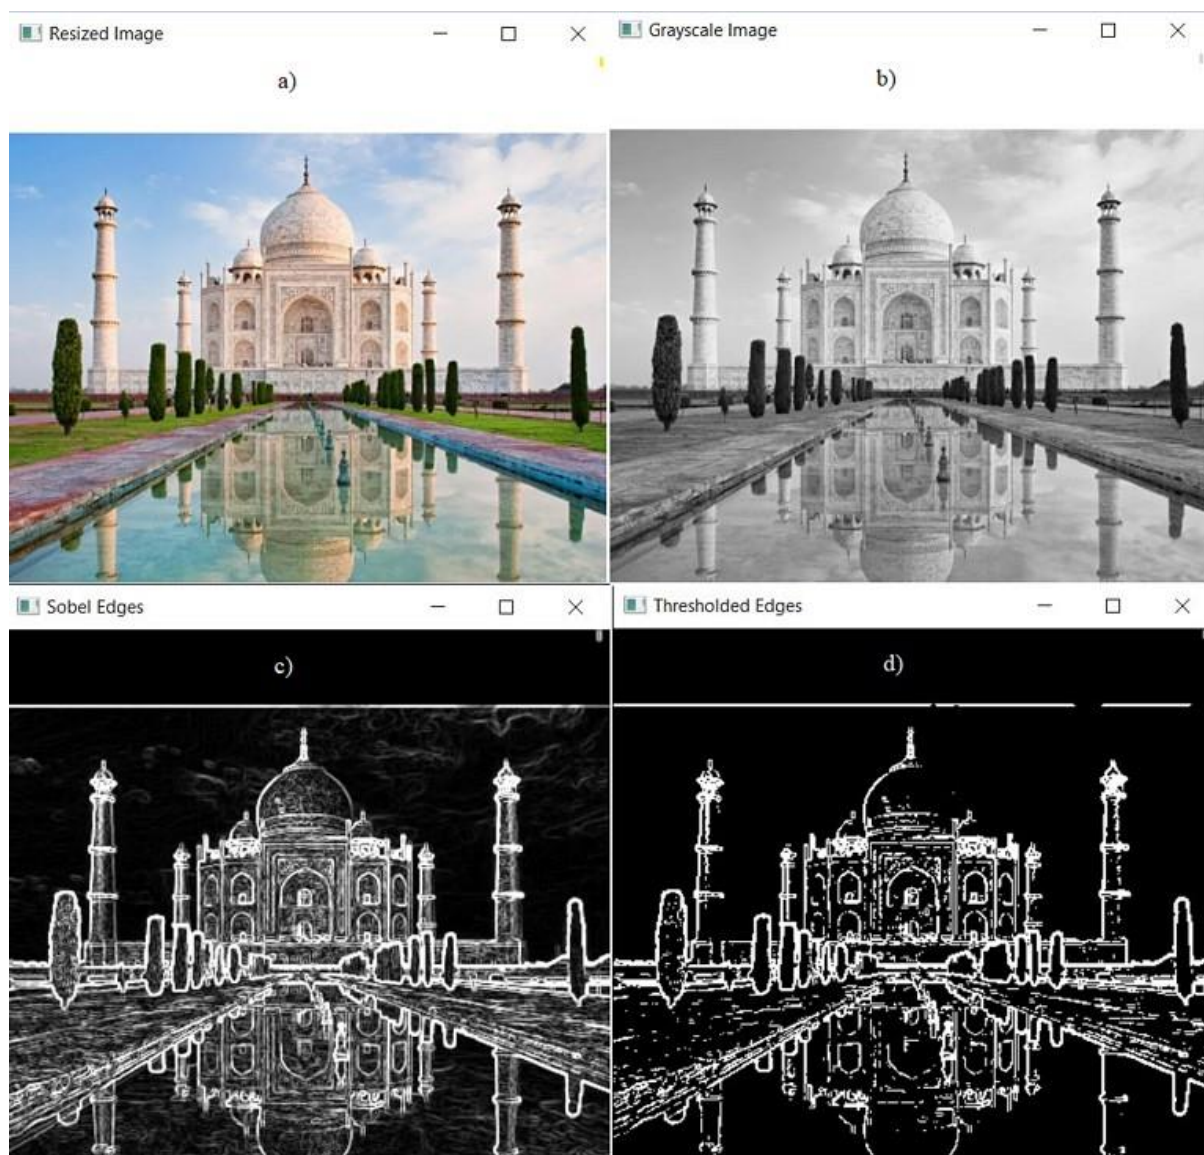 Resized Image
a)
Grayscale Image
b)
Sobel Edges
c)
Thresholded Edges
d)